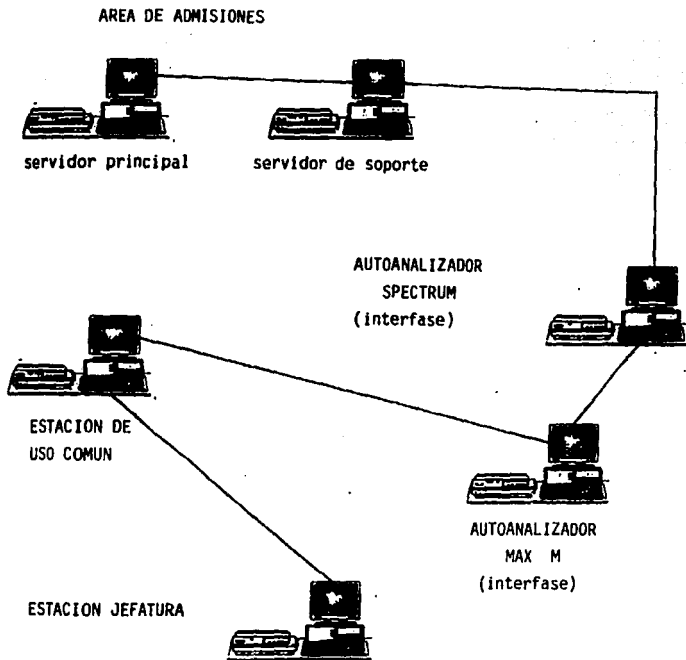 AREA DE ADMISIONES
servidor principal
servidor de soporte
AUTOANALIZADOR
SPECTRUM
(interfase)
ESTACION DE
USO COMUN
AUTOANALIZADOR
MAX M
(interfase)
ESTACION JEFATURA